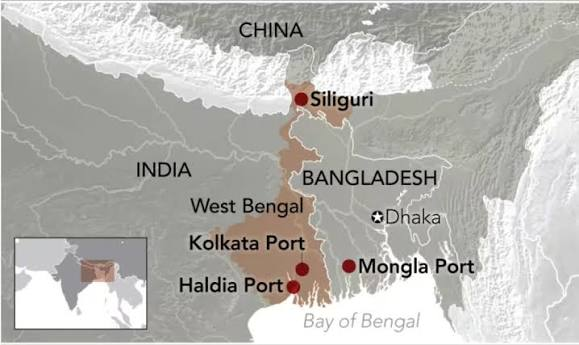 CHINA
Siliguri
INDIA
BANGLADESH
West Bengal
Dhaka
Kolkata Port
Mongla Port
Haldia Port
Bay of Bengal